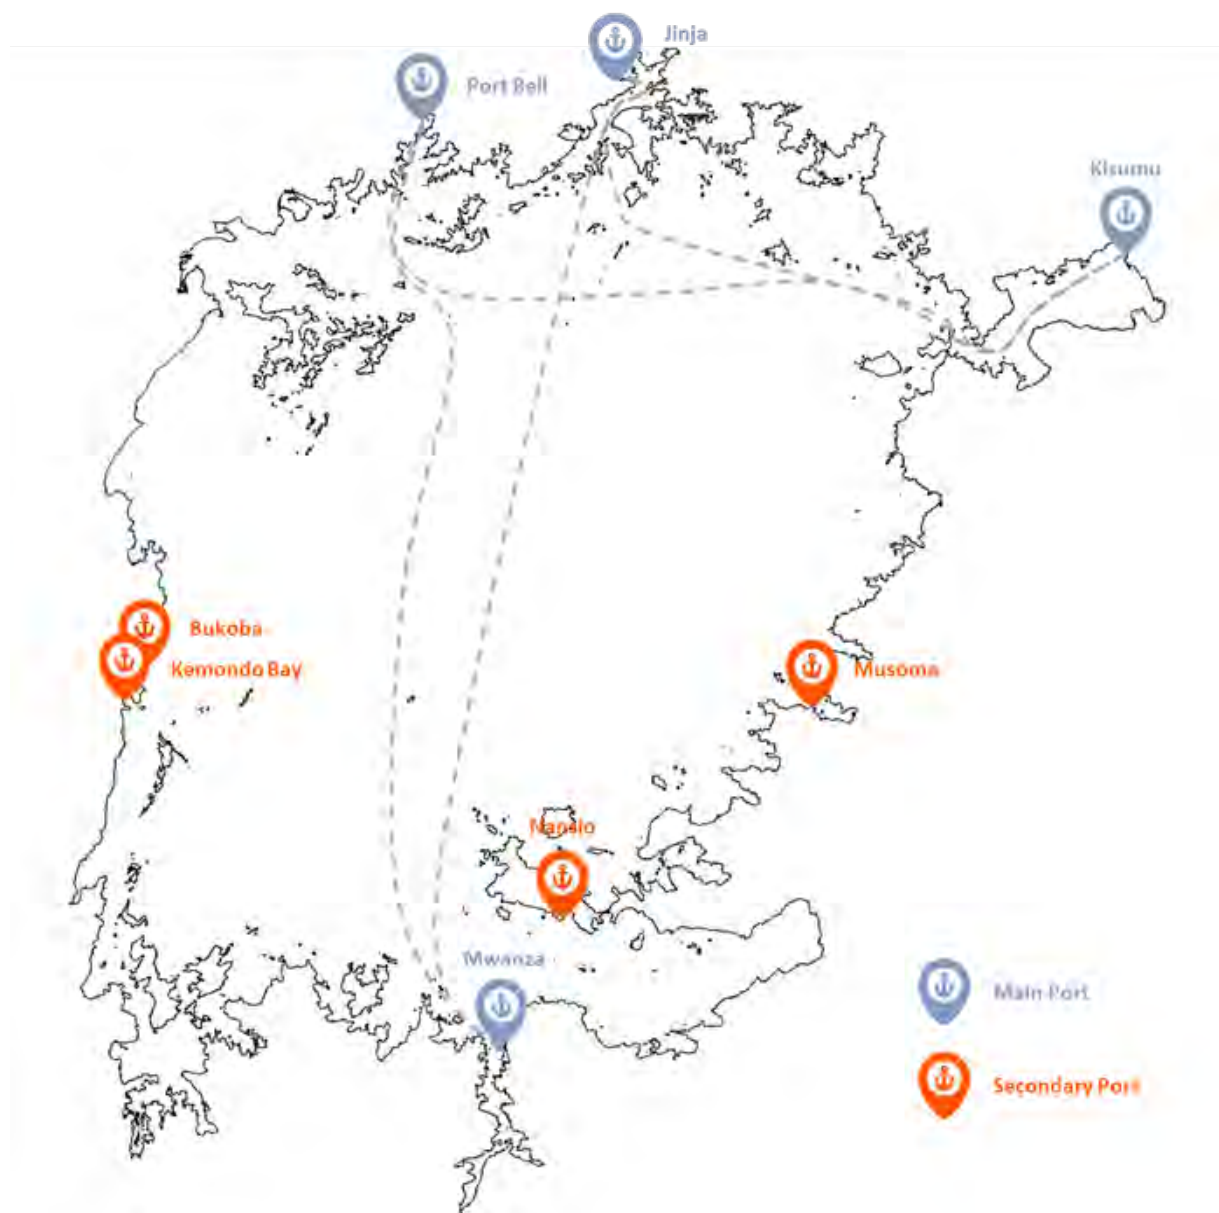 Jinja
Port Bell
Kisumu
Bukoba
Kemondo Bay
Musoma
Nansio
Mwanza
Main Port
Secondary Port